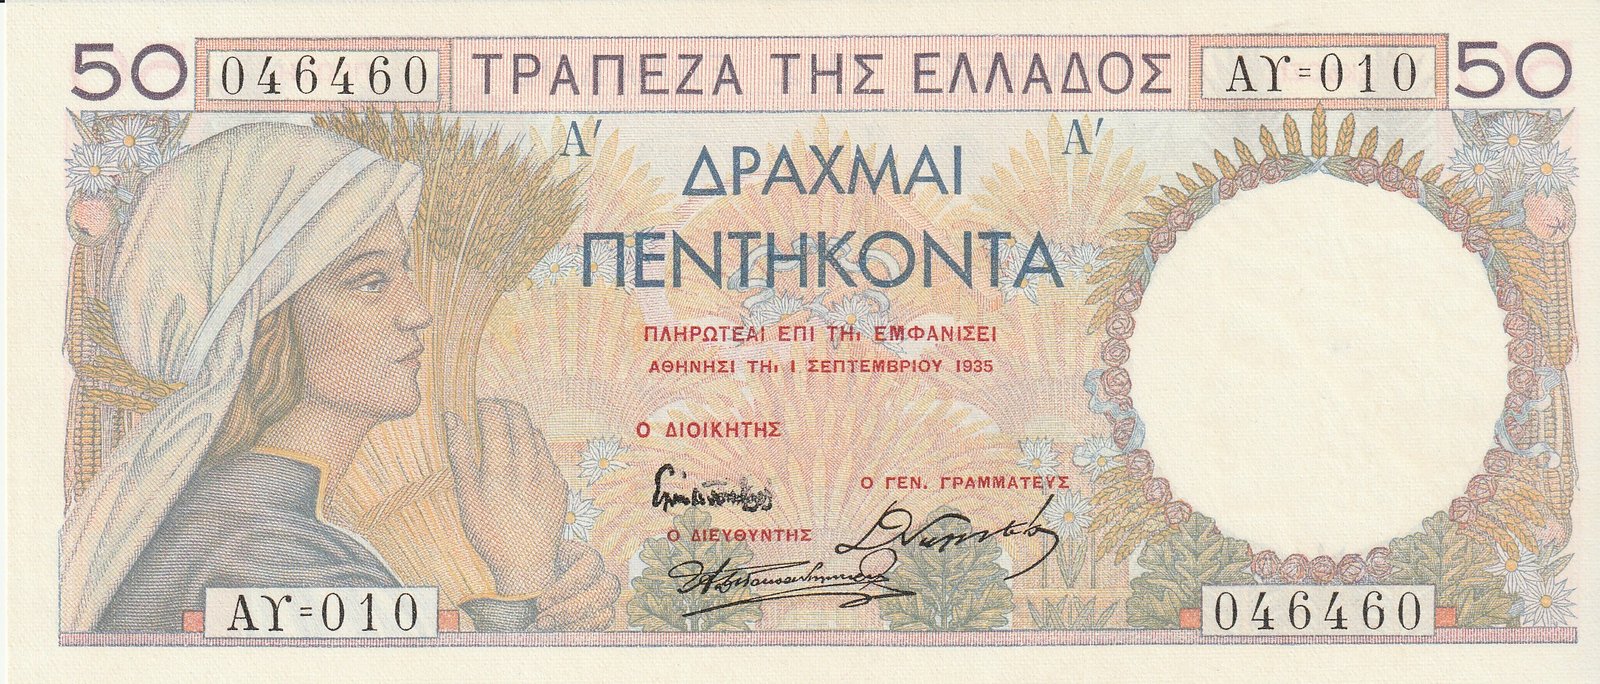 50 046460 ΤΡΑΠΕΖΑ ΤΗΣ ΕΛΛΑΔΟΣ ΑΥ=010 50
Α' Α'
ΔΡΑΧΜΑΙ
ΠΕΝΤΗΚΟΝΤΑ
ΠΛΗΡΩΤΕΑΙ ΕΠΙ ΤΗι ΕΜΦΑΝΙΣΕΙ
ΑΘΗΝΗΣΙ ΤΗι 1 ΣΕΠΤΕΜΒΡΙΟΥ 1935
Ο ΔΙΟΙΚΗΤΗΣ
Ο ΓΕΝ. ΓΡΑΜΜΑΤΕΥΣ
Ο ΔΙΕΥΘΥΝΤΗΣ
ΑΥ=010 046460